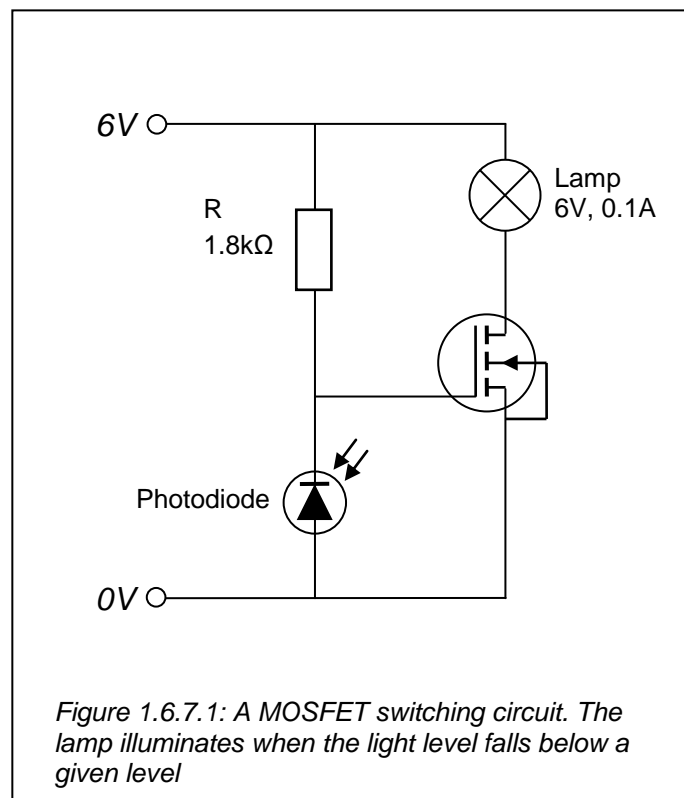 6V
Lamp
6V, 0.1A
R
1.8kΩ
Photodiode
0V
Figure 1.6.7.1: A MOSFET switching circuit. The
lamp illuminates when the light level falls below a
given level